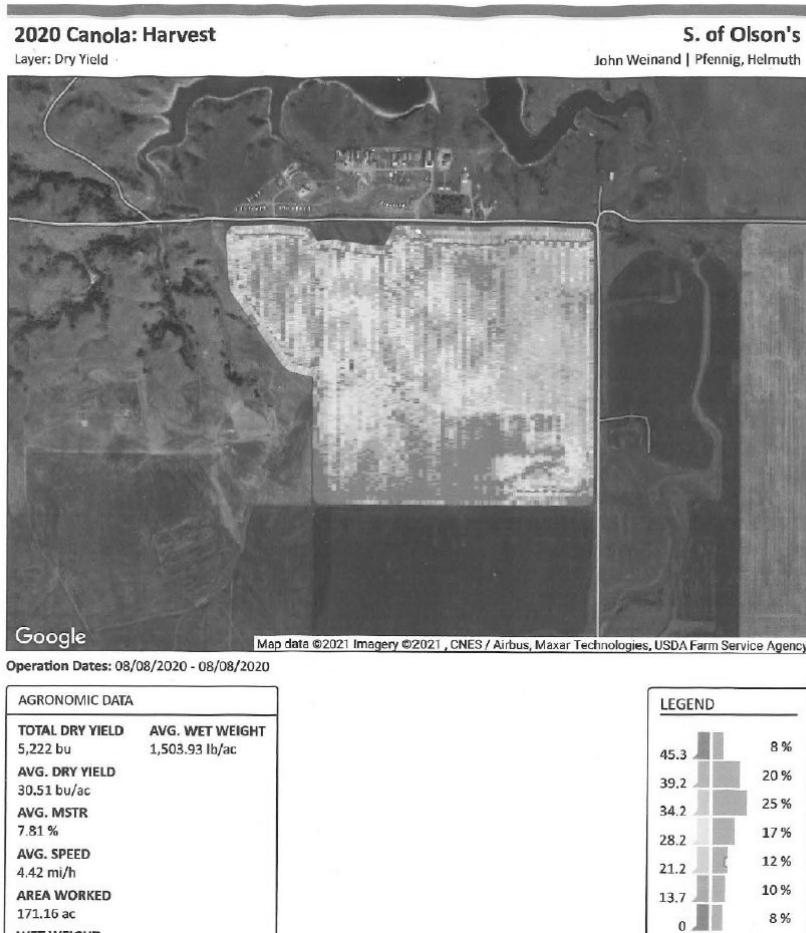 2020 Canola: Harvest
S. of Olson's
Layer: Dry Yield
John Weinand | Pfennig, Helmuth
Google
Map data ©2021 Imagery ©2021 , CNES / Airbus, Maxar Technologies, USDA Farm Service Agency
Operation Dates: 08/08/2020 - 08/08/2020
AGRONOMIC DATA
TOTAL DRY YIELD AVG. WET WEIGHT
5,222 bu 1,503.93 lb/ac
AVG. DRY YIELD
30.51 bu/ac
AVG. MSTR
7.81 %
AVG. SPEED
4.42 mi/h
AREA WORKED
171.16 ac
WET WEIGHT
LEGEND
8 %
45.3
20 %
39.2
25 %
34.2
17 %
28.2
12 %
21.2
10 %
13.7
8 %
0